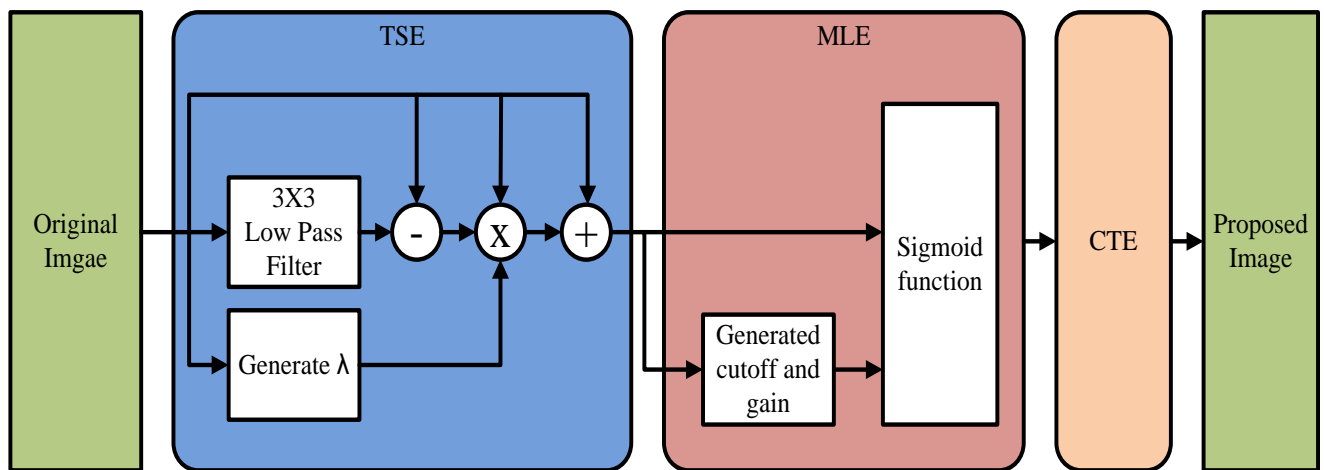 TSE
MLE
Original
Imgae
3X3
Low Pass
Filter
-
X
+
Generate λ
Generated
cutoff and
gain
Sigmoid
function
CTE
Proposed
Image